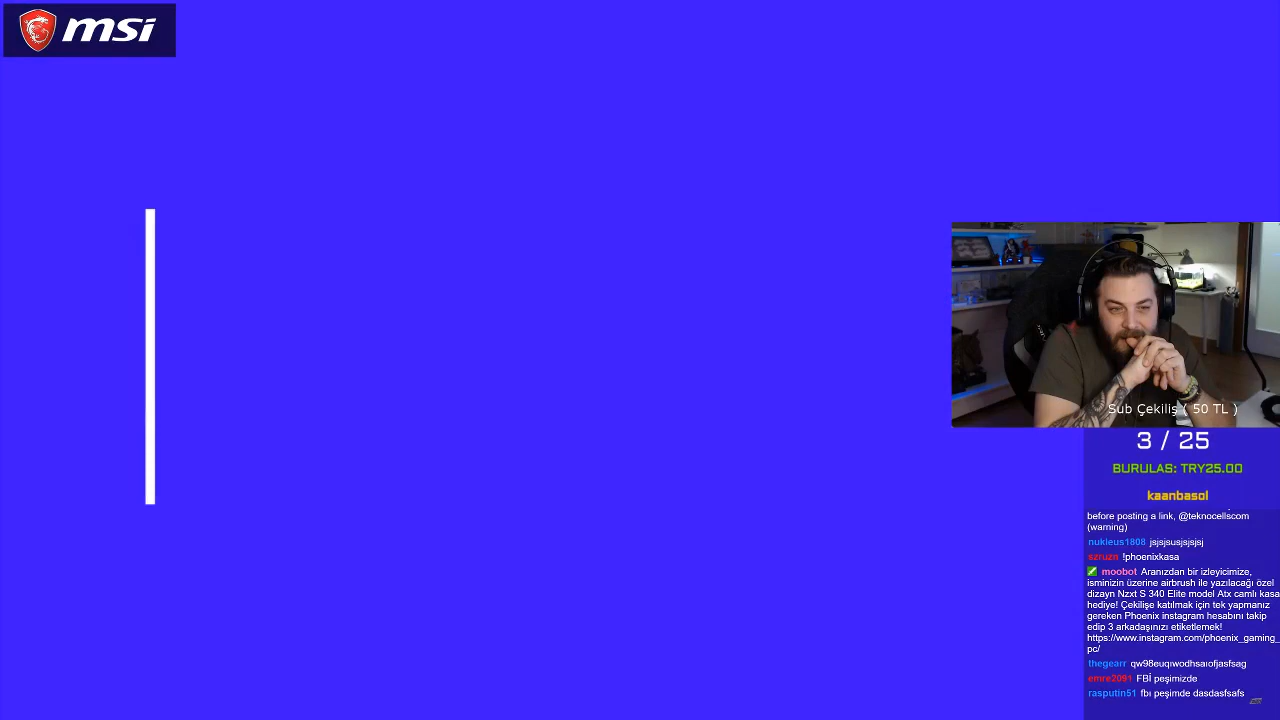 msi
Sub Çekiliş ( 50 TL )
3 / 25
BURULAS: TRY25.00
kaanbasol
before posting a link, @teknocellscom
(warning)
nukleus1808 jsjsjsusjsjsjsj
szruzn !phoenixkasa
moobot Aranızdan bir izleyicimize,
isminizin üzerine airbrush ile yazılacağı özel
dizayn Nzxt S 340 Elite model Atx camlı kasa
hediye! Çekilişe katılmak için tek yapmanız
gereken Phoenix instagram hesabını takip
edip 3 arkadaşınızı etiketlemek!
https://www.instagram.com/phoenix_gaming_
pc/
thegearr qw98euqıwodhsaıofjasfsag
emre2091 FBİ peşimizde
rasputin51 fbı peşimde dasdasfsafs